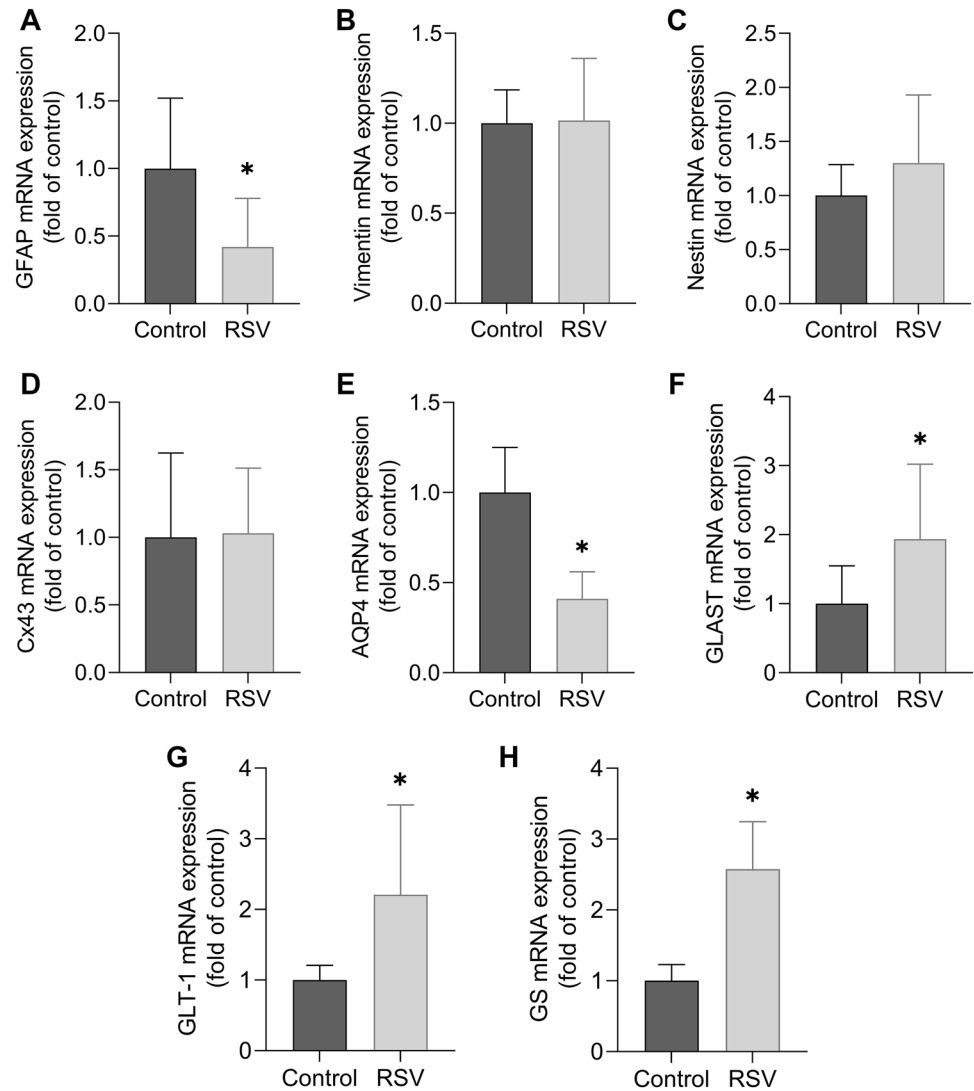 A
GFAP mRNA expression
(fold of control)
2.0
1.5
1.0
0.5
0.0
*
Control RSV
B
Vimentin mRNA expression
(fold of control)
1.5
1.0
0.5
0.0
Control RSV
C
Nestin mRNA expression
(fold of control)
2.5
2.0
1.5
1.0
0.5
0.0
Control RSV
D
Cx43 mRNA expression
(fold of control)
2.0
1.5
1.0
0.5
0.0
Control RSV
E
AQP4 mRNA expression
(fold of control)
1.5
1.0
0.5
0.0
*
Control RSV
F
GLAST mRNA expression
(fold of control)
4
3
2
1
0
*
Control RSV
G
GLT-1 mRNA expression
(fold of control)
4
3
2
1
0
*
Control RSV
H
GS mRNA expression
(fold of control)
4
3
2
1
0
*
Control RSV